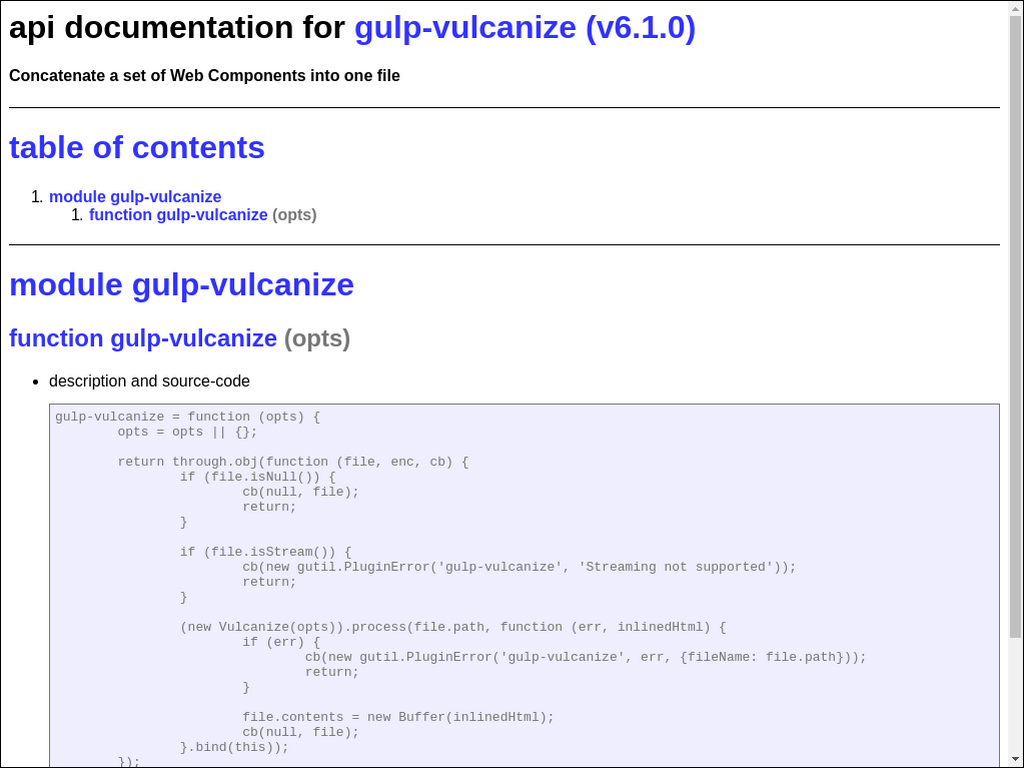 api documentation for gulp-vulcanize (v6.1.0)
Concatenate a set of Web Components into one file
table of contents
1. module gulp-vulcanize
1. function gulp-vulcanize (opts)
module gulp-vulcanize
function gulp-vulcanize (opts)
• description and source-code
gulp-vulcanize = function (opts) {
        opts = opts || {};
        return through.obj(function (file, enc, cb) {
                if (file.isNull()) {
                        cb(null, file);
                        return;
                }
                if (file.isStream()) {
                        cb(new gutil.PluginError('gulp-vulcanize', 'Streaming not supported'));
                        return;
                }
                (new Vulcanize(opts)).process(file.path, function (err, inlinedHtml) {
                        if (err) {
                                cb(new gutil.PluginError('gulp-vulcanize', err, {fileName: file.path}));
                                return;
                        }
                        file.contents = new Buffer(inlinedHtml);
                        cb(null, file);
                }.bind(this));
        });